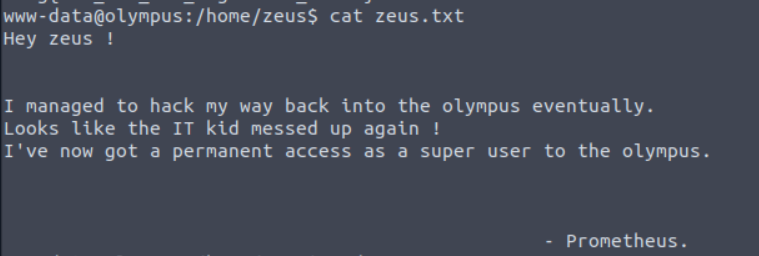 www-data@olympus:/home/zeus$ cat zeus.txt
Hey zeus !
I managed to hack my way back into the olympus eventually.
Looks like the IT kid messed up again !
I've now got a permanent access as a super user to the olympus.
- Prometheus.